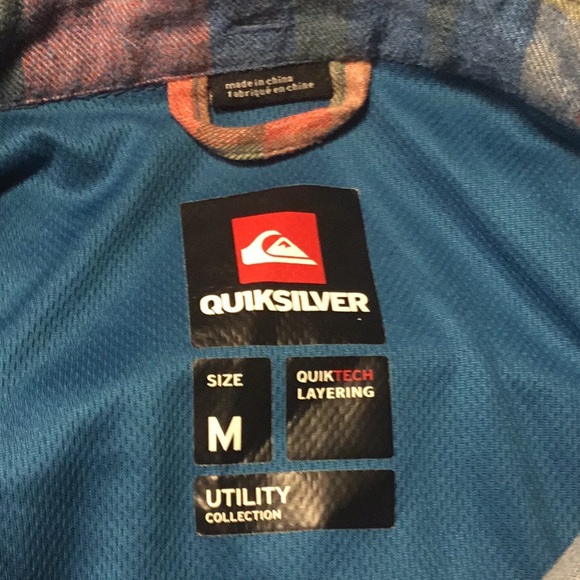 made in china
fabriqué en chine
QUIKSILVER
SIZE
M
QUIKTECH
LAYERING
UTILITY
COLLECTION